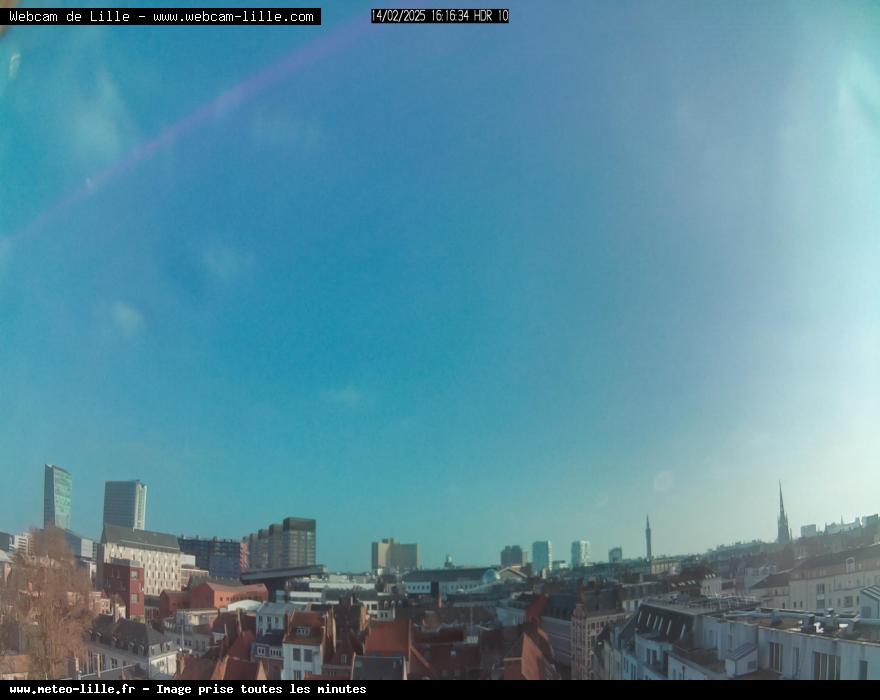 Webcam de Lille - www.webcam-lille.com
14/02/2025 16:16:34 HDR 10
www.meteo-lille.fr - Image prise toutes les minutes